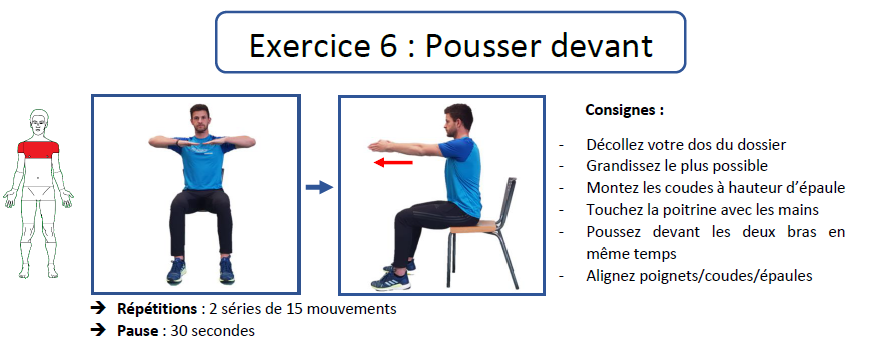 Exercice 6 : Pousser devant
Consignes :
- Décollez votre dos du dossier
- Grandissez le plus possible
- Montez les coudes à hauteur d’épaule
- Touchez la poitrine avec les mains
- Poussez devant les deux bras en
même temps
- Alignez poignets/coudes/épaules
➔ Répétitions : 2 séries de 15 mouvements
➔ Pause : 30 secondes